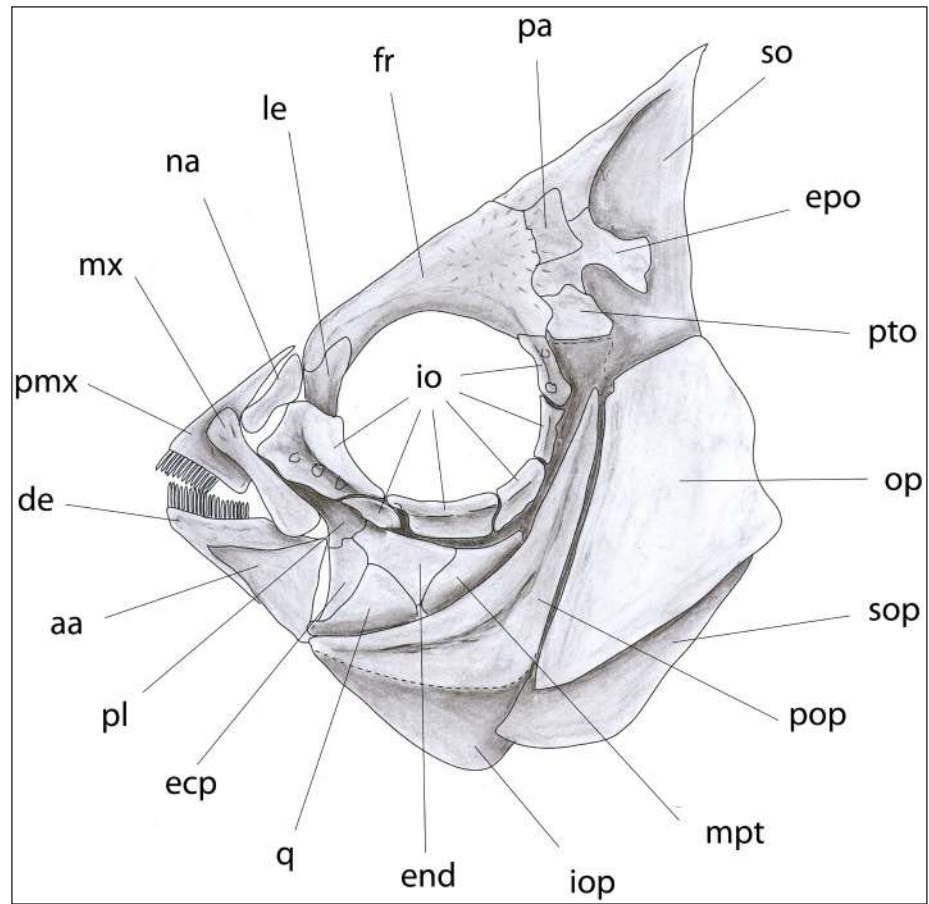 pa
so
fr
le
na
epo
mx
pto
io
pmx
op
de
aa
sop
pl
pop
ecp
mpt
q
end
iop